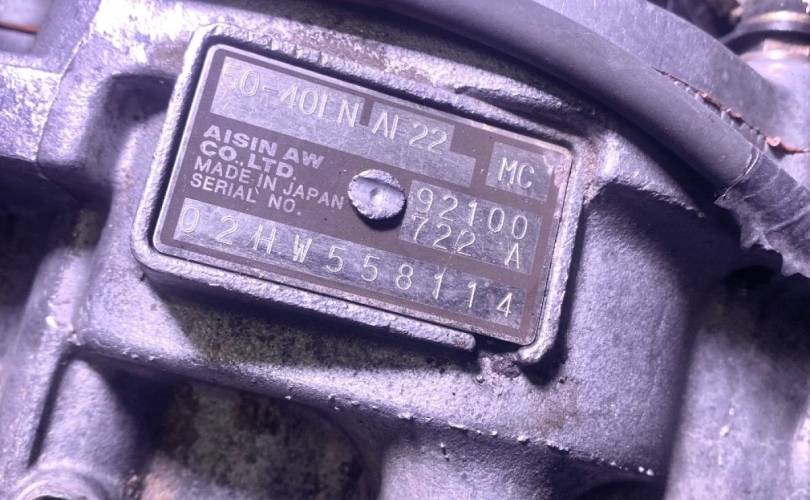 50-40LN AF22
MC
AISIN AW
CO.,LTD.
MADE IN JAPAN
SERIAL NO.
92100
722 A
02HW558114